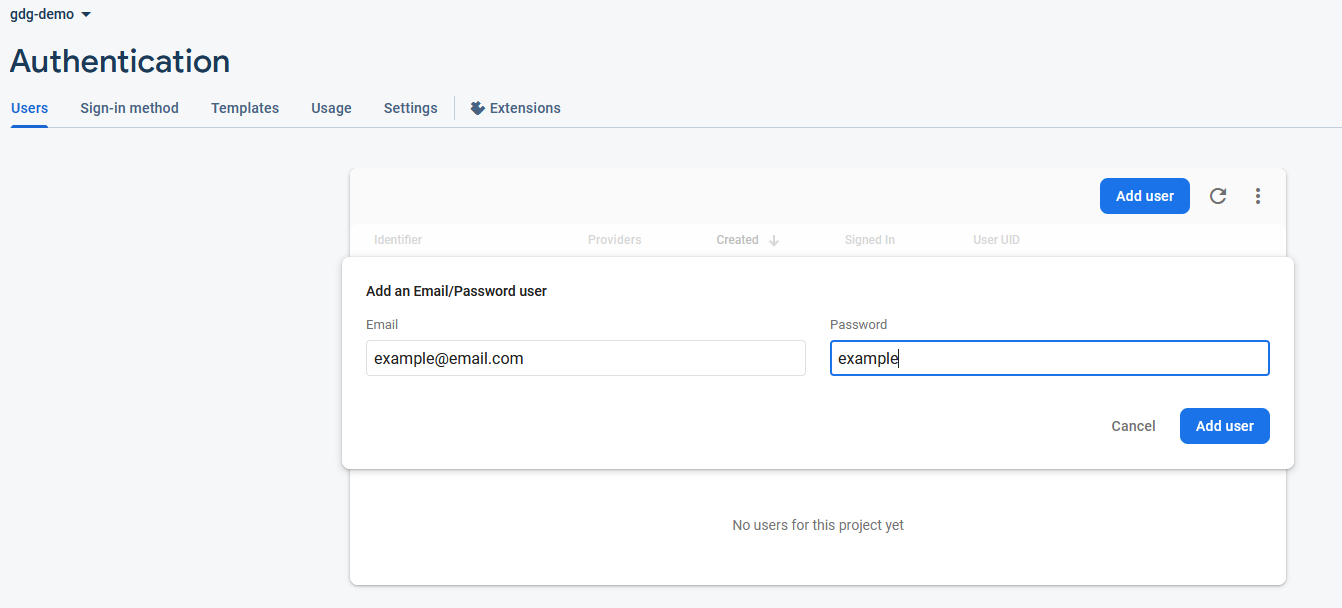 gdg-demo
Authentication
Users Sign-in method Templates Usage Settings Extensions
Add user
Identifier Providers Created Signed In User UID
Add an Email/Password user
Email Password
example@email.com example
Cancel Add user
No users for this project yet